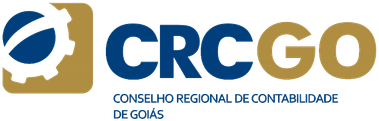 CRCGO
CONSELHO REGIONAL DE CONTABILIDADE
DE GOIÁS